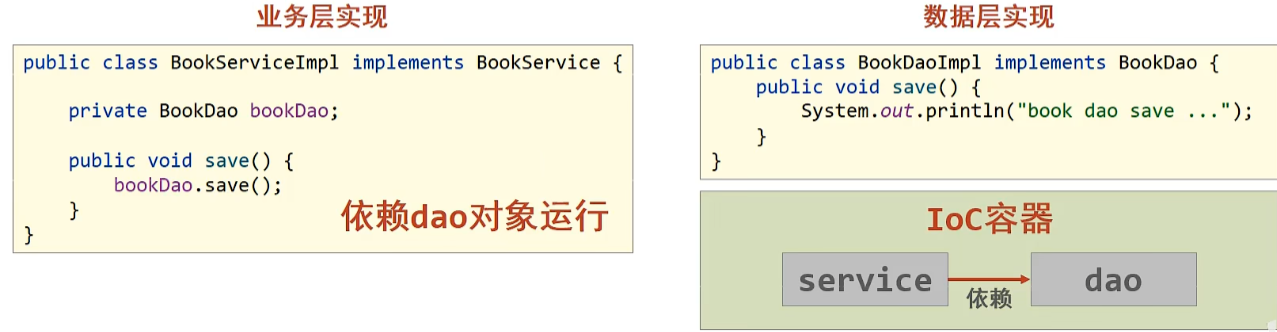 业务层实现
public class BookServiceImpl implements BookService {
    private BookDao bookDao;
    public void save() {
        bookDao.save();
    }
}
依赖dao对象运行
数据层实现
public class BookDaoImpl implements BookDao {
    public void save() {
        System.out.println("book dao save ...");
    }
}
IoC容器
service
依赖
dao